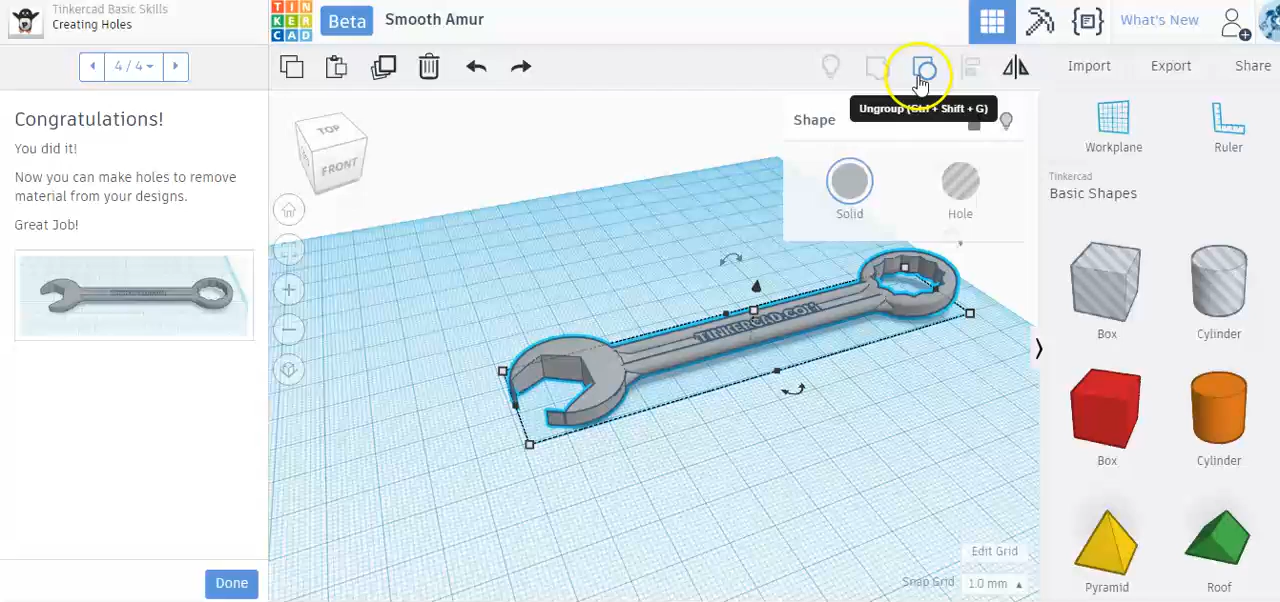 Tinkercad Basic Skills
Creating Holes
TIN
KER
CAD
Beta
Smooth Amur
What's New
4 / 4
Import
Export
Share
Ungroup (Ctrl + Shift + G)
Congratulations!
You did it!
Now you can make holes to remove
material from your designs.
Great Job!
TOP
FRONT
Shape
Solid
Hole
Workplane
Ruler
Tinkercad
Basic Shapes
TINKERCAD.COM
Box
Cylinder
Box
Cylinder
Pyramid
Roof
Edit Grid
Snap Grid
1.0 mm
Done